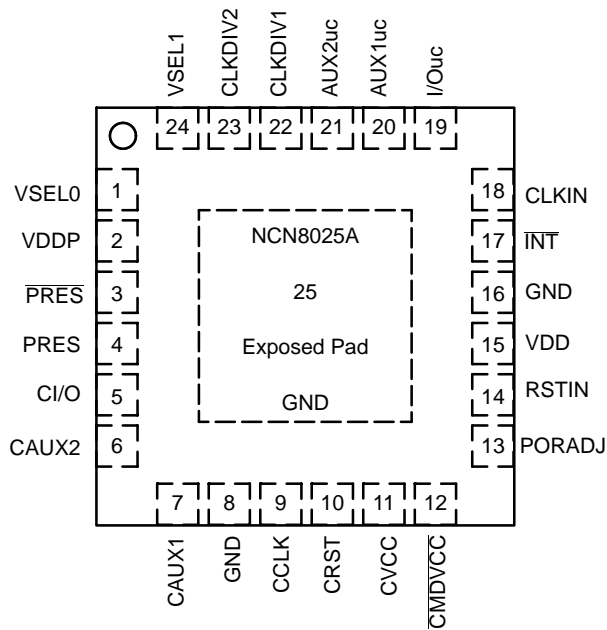 VSEL1
CLKDIV2
CLKDIV1
AUX2uc
AUX1uc
I/Ouc
24 23 22 21 20 19
VSEL0 1
VDDP 2
PRES 3
PRES 4
CI/O 5
CAUX2 6
NCN8025A
25
Exposed Pad
GND
18 CLKIN
17 INT
16 GND
15 VDD
14 RSTIN
13 PORADJ
7 8 9 10 11 12
CAUX1
GND
CCLK
CRST
CVCC
CMDVCC